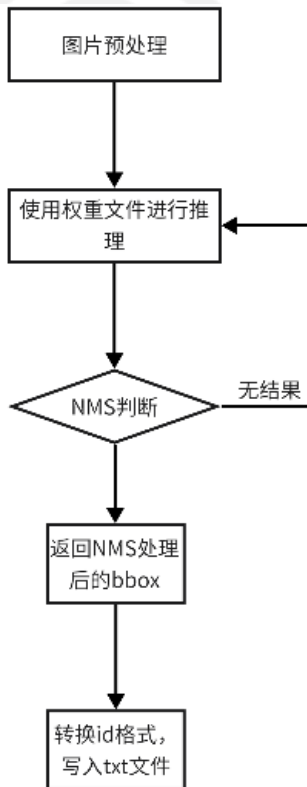 图片预处理
使用权重文件进行推
理
NMS判断
无结果
返回NMS处理
后的bbox
转换id格式，
写入txt文件